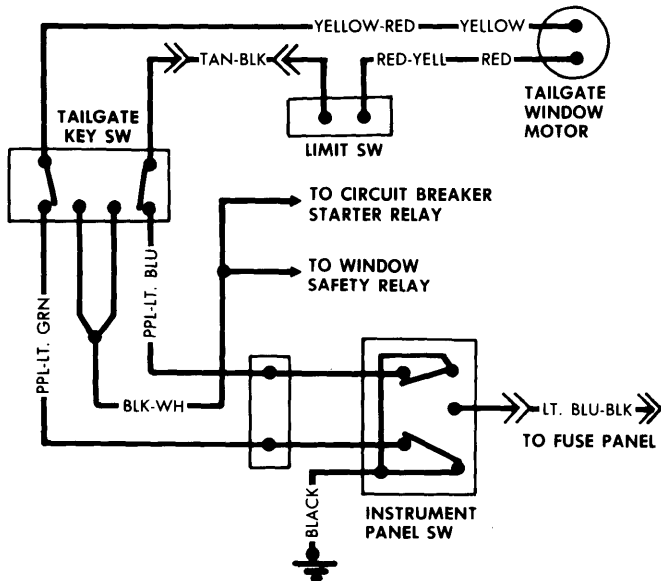 YELLOW-RED
YELLOW
TAN-BLK
RED-YELL
RED
TAILGATE
WINDOW
MOTOR
TAILGATE
KEY SW
LIMIT SW
TO CIRCUIT BREAKER
STARTER RELAY
TO WINDOW
SAFETY RELAY
PPL-LT. GRN
PPL-LT. BLU
BLK-WH
LT. BLU-BLK
TO FUSE PANEL
BLACK
INSTRUMENT
PANEL SW